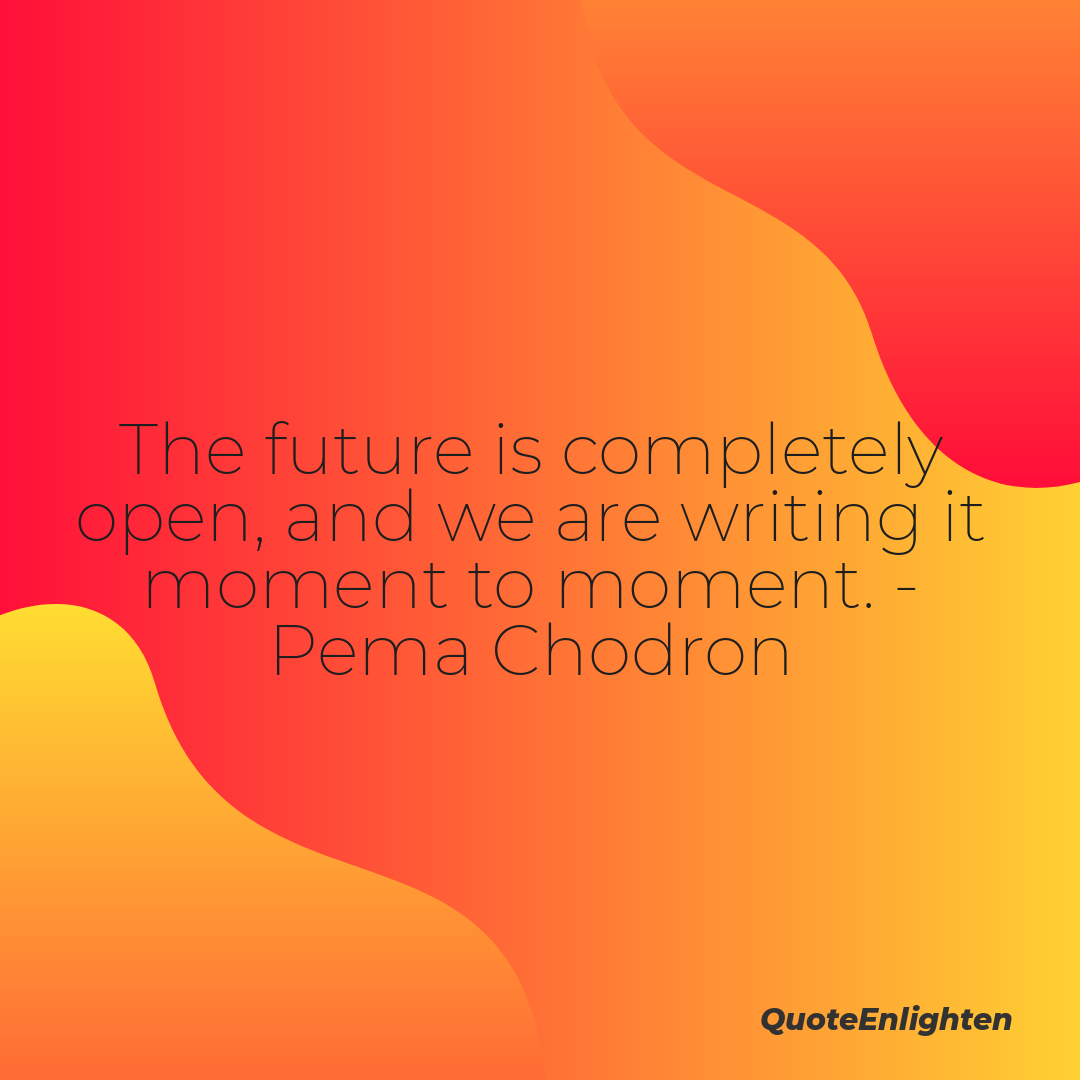 The future is completely
open, and we are writing it
moment to moment. -
Pema Chodron
QuoteEnlighten